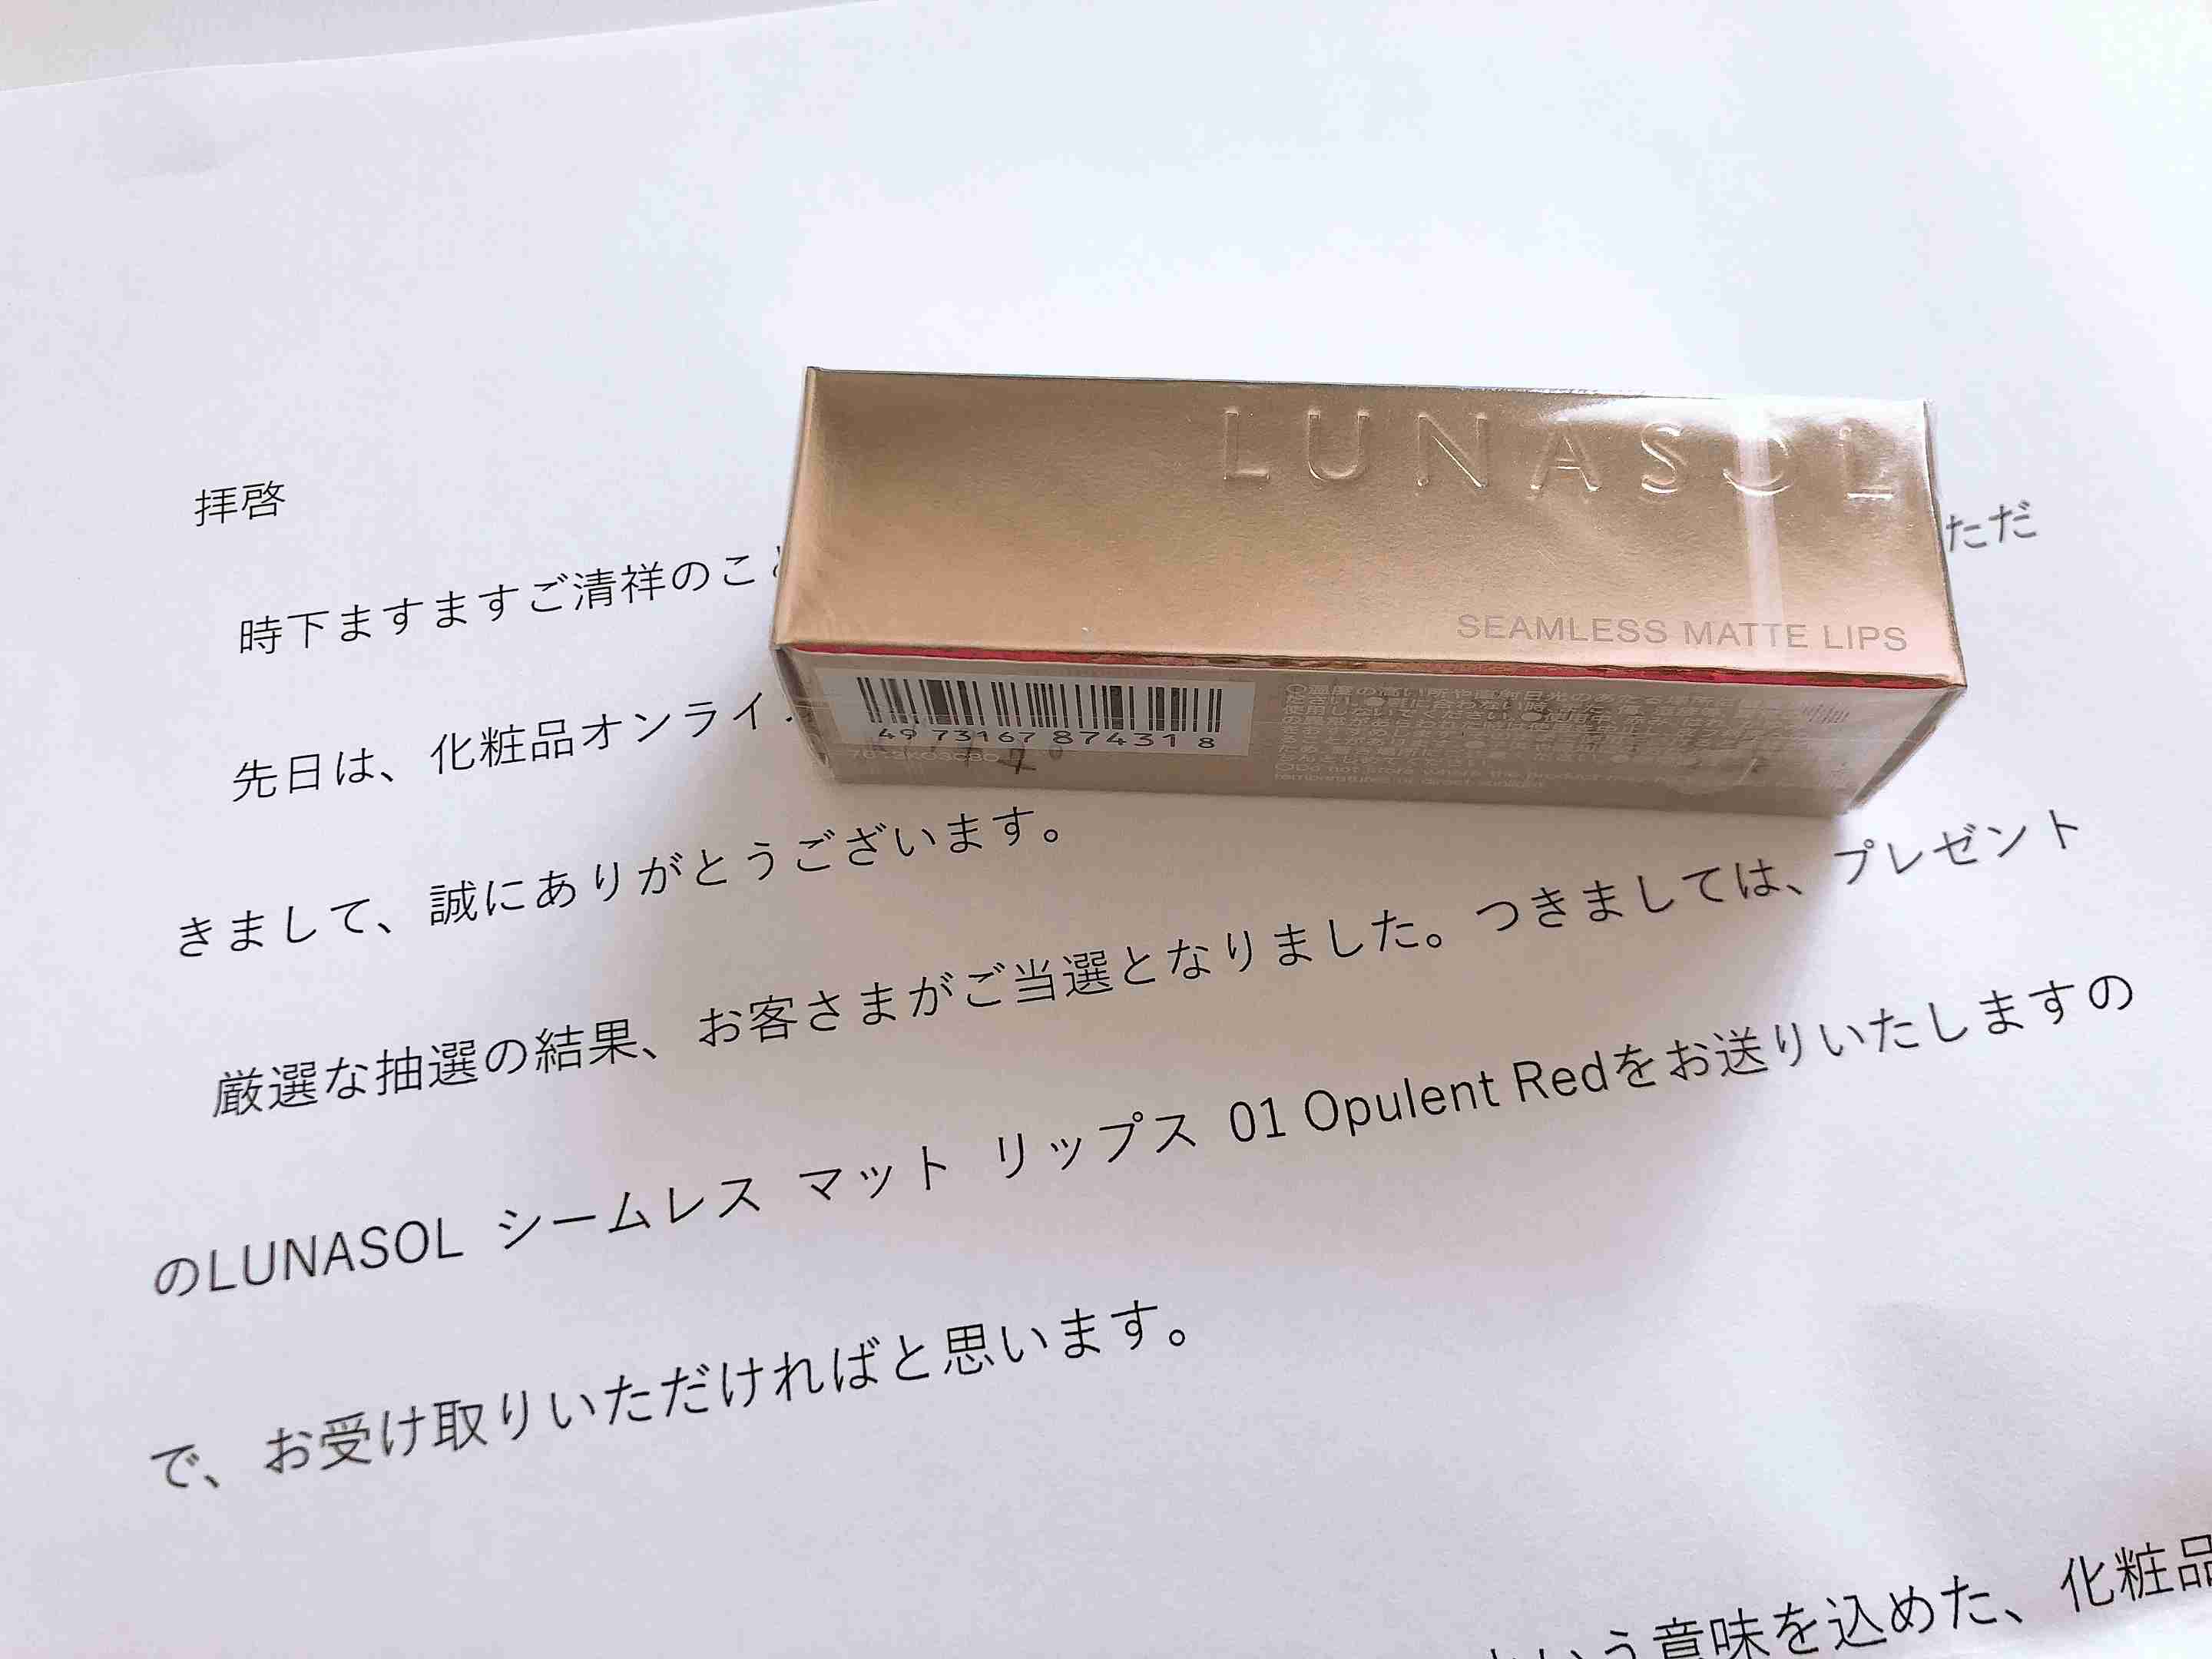 LUNASOL
SEAMLESS MATTE LIPS
49 73167 874318
拝啓
時下ますますご清祥のこと
ただ
先日は、化粧品オンライ
きまして、誠にありがとうございます。
厳選な抽選の結果、お客さまがご当選となりました。つきましては、プレゼント
のLUNASOL シームレス マット リップス 01 Opulent Redをお送りいたしますの
で、お受け取りいただければと思います。
という意味を込めた、化粧品